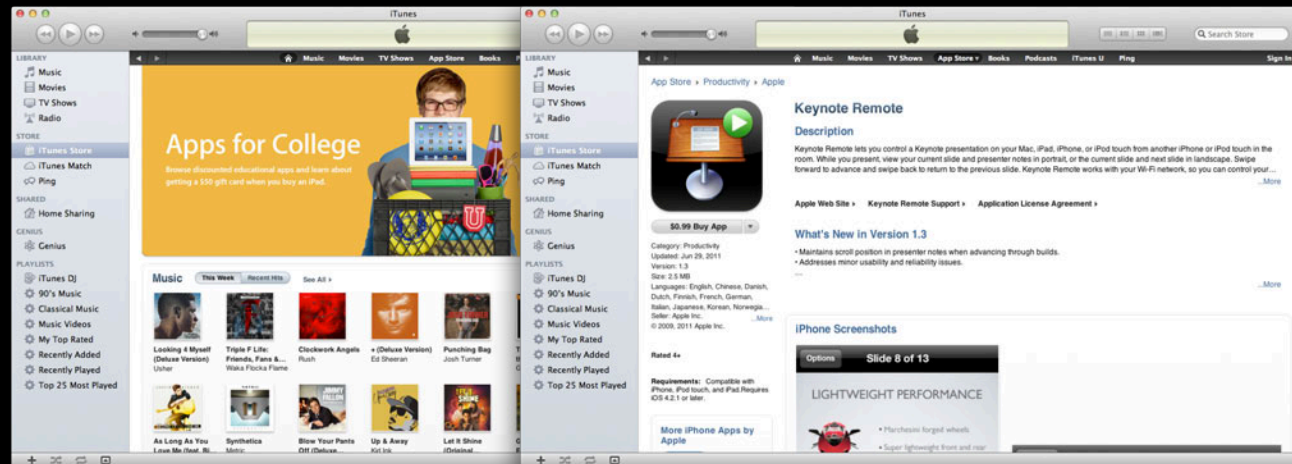 iTunes
LIBRARY
Music
Movies
TV Shows
Radio
STORE
iTunes Store
iTunes Match
Ping
SHARED
Home Sharing
GENIUS
Genius
PLAYLISTS
iTunes DJ
90's Music
Classical Music
Music Videos
My Top Rated
Recently Added
Recently Played
Top 25 Most Played
Music Movies TV Shows App Store Books
Apps for College
Browse discounted educational apps and learn about
getting a $50 gift card when you buy an iPad.
U
Music This Week Recent Hits See All >
Looking 4 Myself
(Deluxe Version)
Usher
Triple F Life:
Friends, Fans &...
Waka Flocka Flame
Clockwork Angels
Rush
+ (Deluxe Version)
Ed Sheeran
Punching Bag
Josh Turner
As Long As You
Love Me (feat. Bi...
Synthetica
Metric
JIMMY
FALLON
Blow Your Pants
Off (Deluxe...
Up & Away
Kid Ink
SHINE
Let It Shine
(Original
iTunes
Search Store
LIBRARY
Music
Movies
TV Shows
Radio
STORE
iTunes Store
iTunes Match
Ping
SHARED
Home Sharing
GENIUS
Genius
PLAYLISTS
iTunes DJ
90's Music
Classical Music
Music Videos
My Top Rated
Recently Added
Recently Played
Top 25 Most Played
Music Movies TV Shows App Store Books Podcasts iTunes U Ping Sign In
App Store > Productivity > Apple
$0.99 Buy App
Category: Productivity
Updated: Jun 29, 2011
Version: 1.3
Size: 2.5 MB
Languages: English, Chinese, Danish,
Dutch, Finnish, French, German,
Italian, Japanese, Korean, Norwegia...
Seller: Apple Inc.
...More
© 2009, 2011 Apple Inc.
Rated 4+
Requirements: Compatible with
iPhone, iPod touch, and iPad.Requires
iOS 4.2.1 or later.
More iPhone Apps by
Apple
Keynote Remote
Description
Keynote Remote lets you control a Keynote presentation on your Mac, iPad, iPhone, or iPod touch from another iPhone or iPod touch in the
room. While you present, view your current slide and presenter notes in portrait, or the current slide and next slide in landscape. Swipe
forward to advance and swipe back to return to the previous slide. Keynote Remote works with your Wi-Fi network, so you can control your...
...More
Apple Web Site > Keynote Remote Support > Application License Agreement >
What's New in Version 1.3
• Maintains scroll position in presenter notes when advancing through builds.
• Addresses minor usability and reliability issues.
...
...More
iPhone Screenshots
Options Slide 8 of 13
LIGHTWEIGHT PERFORMANCE
• Marchesini forged wheels
• Super lightweight front and rear